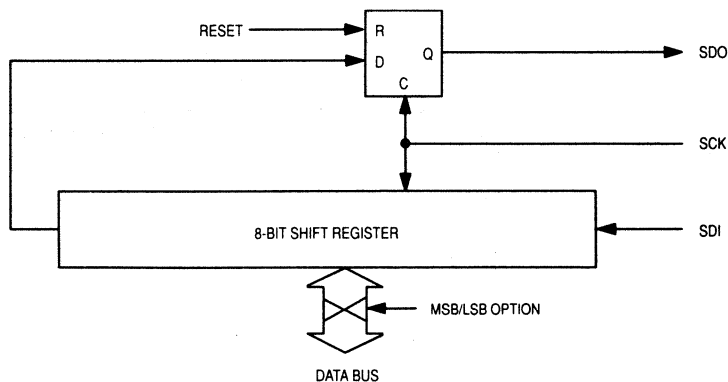 RESET
R
D
Q
C
SDO
SCK
8-BIT SHIFT REGISTER
SDI
MSB/LSB OPTION
DATA BUS